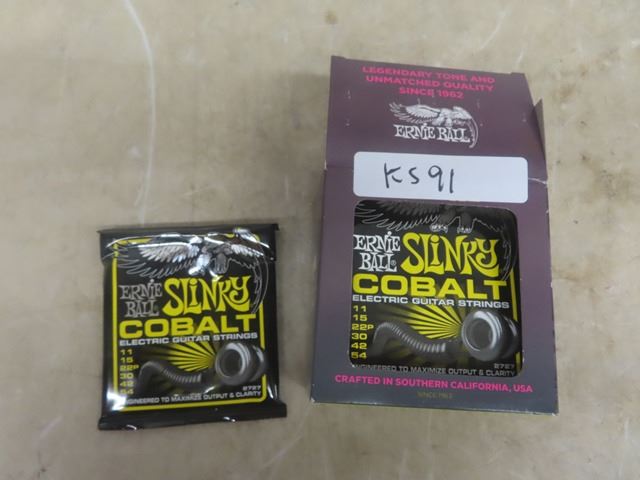 ERNIE
BALL
SLINKY
COBALT
ELECTRIC GUITAR STRINGS
11
15
22P
30
42
54
2727
ENGINEERED TO MAXIMIZE OUTPUT & CLARITY
LEGENDARY TONE AND
UNMATCHED QUALITY
SINCE 1962
ERNIE BALL
KS91
ERNIE
BALL
SLINKY
COBALT
ELECTRIC GUITAR STRINGS
11
15
22P
30
42
54
2727
ENGINEERED TO MAXIMIZE OUTPUT & CLARITY
CRAFTED IN SOUTHERN CALIFORNIA, USA
SINCE 1962